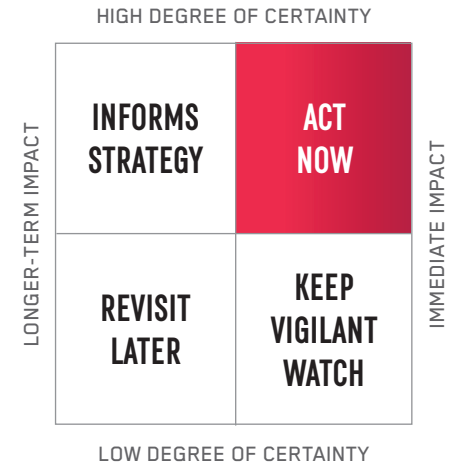 HIGH DEGREE OF CERTAINTY
LONGER-TERM IMPACT
INFORMS
STRATEGY
ACT
NOW
IMMEDIATE IMPACT
REVISIT
LATER
KEEP
VIGILANT
WATCH
LOW DEGREE OF CERTAINTY